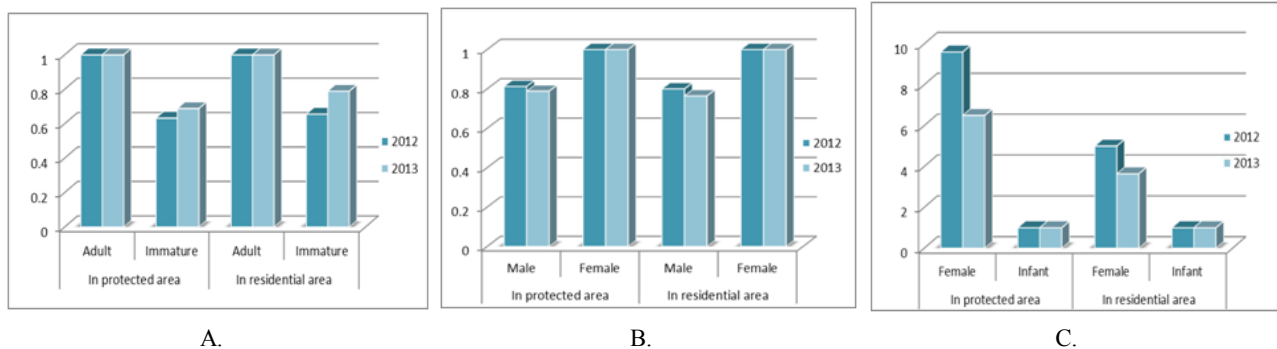 1
0.8
0.6
0.4
0.2
0
Adult Immature Adult Immature
In protected area In residential area
2012
2013
A.
1
0.8
0.6
0.4
0.2
0
Male Female Male Female
In protected area In residential area
2012
2013
B.
10
8
6
4
2
0
Female Infant Female Infant
In protected area In residential area
2012
2013
C.